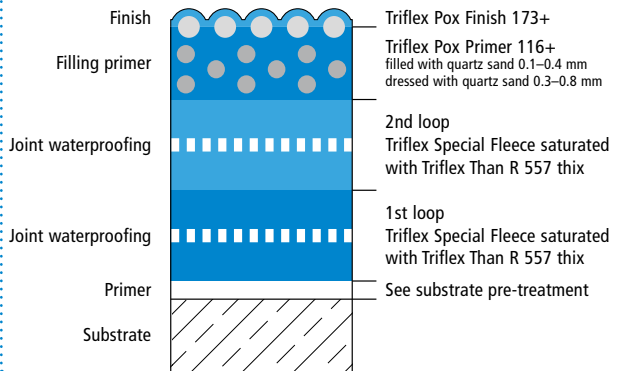 Finish
Triflex Pox Finish 173+
Filling primer
Triflex Pox Primer 116+
filled with quartz sand 0.1–0.4 mm
dressed with quartz sand 0.3–0.8 mm
Joint waterproofing
2nd loop
Triflex Special Fleece saturated
with Triflex Than R 557 thix
Joint waterproofing
1st loop
Triflex Special Fleece saturated
with Triflex Than R 557 thix
Primer
See substrate pre-treatment
Substrate